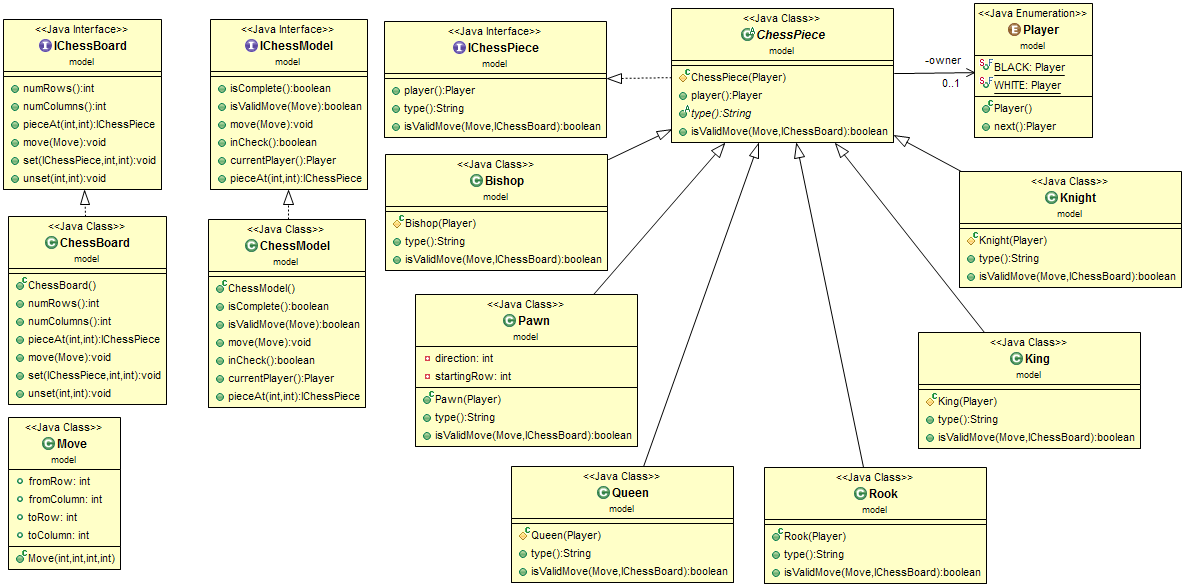 <<Java Interface>>
IChessBoard
model
numRows():int
numColumns():int
pieceAt(int,int):IChessPiece
move(Move):void
set(IChessPiece,int,int):void
unset(int,int):void
<<Java Class>>
ChessBoard
model
ChessBoard()
numRows():int
numColumns():int
pieceAt(int,int):IChessPiece
move(Move):void
set(IChessPiece,int,int):void
unset(int,int):void
<<Java Class>>
Move
model
fromRow: int
fromColumn: int
toRow: int
toColumn: int
Move(int,int,int,int)
<<Java Interface>>
IChessModel
model
isComplete():boolean
isValidMove(Move):boolean
move(Move):void
inCheck():boolean
currentPlayer():Player
pieceAt(int,int):IChessPiece
<<Java Class>>
ChessModel
model
ChessModel()
isComplete():boolean
isValidMove(Move):boolean
move(Move):void
inCheck():boolean
currentPlayer():Player
pieceAt(int,int):IChessPiece
<<Java Interface>>
IChessPiece
model
player():Player
type():String
isValidMove(Move,IChessBoard):boolean
<<Java Class>>
ChessPiece
model
ChessPiece(Player)
player():Player
type():String
isValidMove(Move,IChessBoard):boolean
-owner
0..1
<<Java Enumeration>>
Player
model
BLACK: Player
WHITE: Player
Player()
next():Player
<<Java Class>>
Bishop
model
Bishop(Player)
type():String
isValidMove(Move,IChessBoard):boolean
<<Java Class>>
Knight
model
Knight(Player)
type():String
isValidMove(Move,IChessBoard):boolean
<<Java Class>>
Pawn
model
direction: int
startingRow: int
Pawn(Player)
type():String
isValidMove(Move,IChessBoard):boolean
<<Java Class>>
King
model
King(Player)
type():String
isValidMove(Move,IChessBoard):boolean
<<Java Class>>
Queen
model
Queen(Player)
type():String
isValidMove(Move,IChessBoard):boolean
<<Java Class>>
Rook
model
Rook(Player)
type():String
isValidMove(Move,IChessBoard):boolean